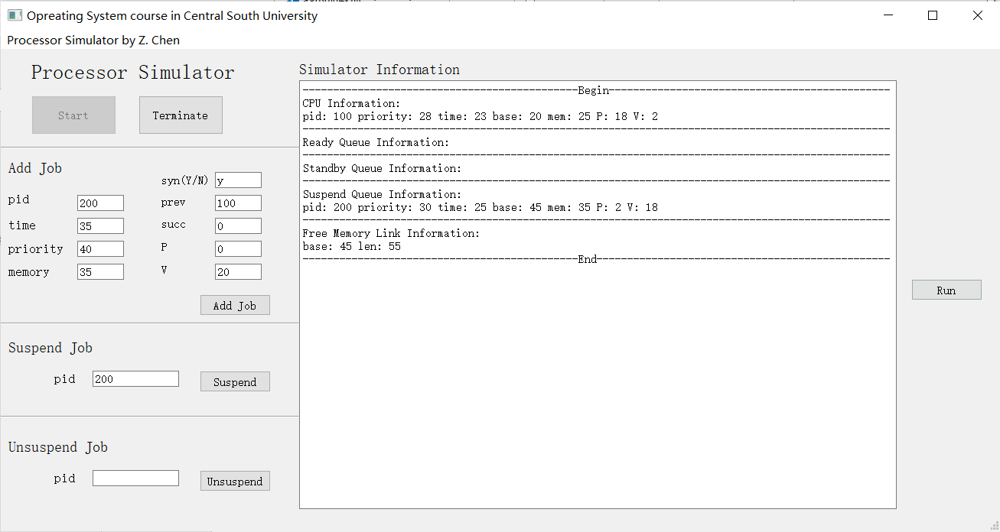 Opreating System course in Central South University
Processor Simulator by Z. Chen
Processor Simulator
Start
Terminate
Add Job
syn(Y/N) y
pid 200
prev 100
time 35
succ 0
priority 40
P 0
memory 35
V 20
Add Job
Suspend Job
pid 200
Suspend
Unsuspend Job
pid
Unsuspend
Simulator Information
---------------------------------------------Begin----------------------------------------------
CPU Information:
pid: 100 priority: 28 time: 23 base: 20 mem: 25 P: 18 V: 2
------------------------------------------------------------------------------------------------
Ready Queue Information:
------------------------------------------------------------------------------------------------
Standby Queue Information:
------------------------------------------------------------------------------------------------
Suspend Queue Information:
pid: 200 priority: 30 time: 25 base: 45 mem: 35 P: 2 V: 18
------------------------------------------------------------------------------------------------
Free Memory Link Information:
base: 45 len: 55
---------------------------------------------End------------------------------------------------
Run